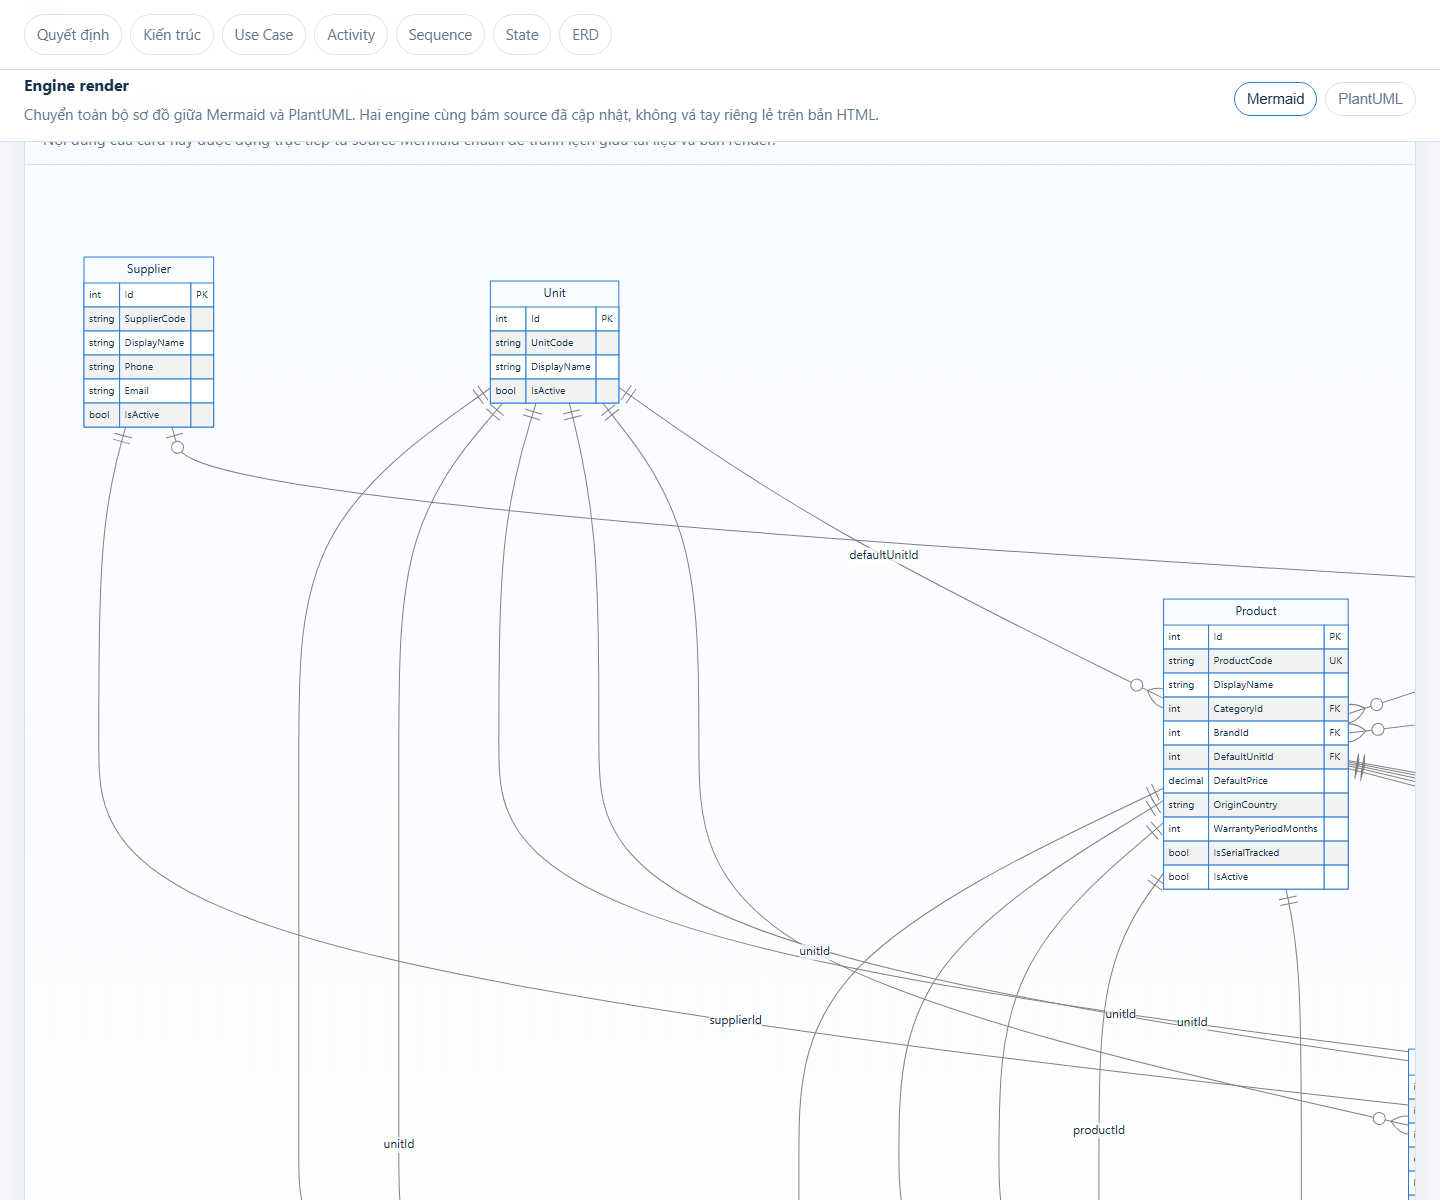 Quyết định
Kiến trúc
Use Case
Activity
Sequence
State
ERD
Engine render
Chuyển toàn bộ sơ đồ giữa Mermaid và PlantUML. Hai engine cùng bám source đã cập nhật, không vá tay riêng lẻ trên bản HTML.
Mermaid
PlantUML
Supplier
int Id PK
string SupplierCode
string DisplayName
string Phone
string Email
bool IsActive
Unit
int Id PK
string UnitCode
string DisplayName
bool IsActive
defaultUnitId
Product
int Id PK
string ProductCode UK
string DisplayName
int CategoryId FK
int BrandId FK
int DefaultUnitId FK
decimal DefaultPrice
string OriginCountry
int WarrantyPeriodMonths
bool IsSerialTracked
bool IsActive
unitId
supplierId
unitId
unitId
productId
unitId